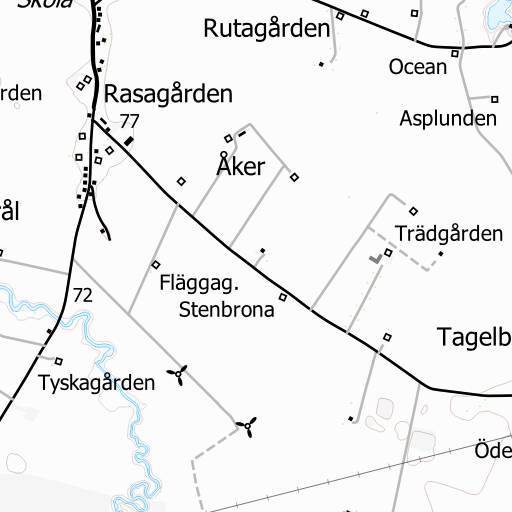 Skola
Rutagården
Ocean
rden
Rasagården
77
Asplunden
Åker
ål
Trädgården
Fläggag.
72
Stenbrona
Tagelb
Tyskagården
Öde